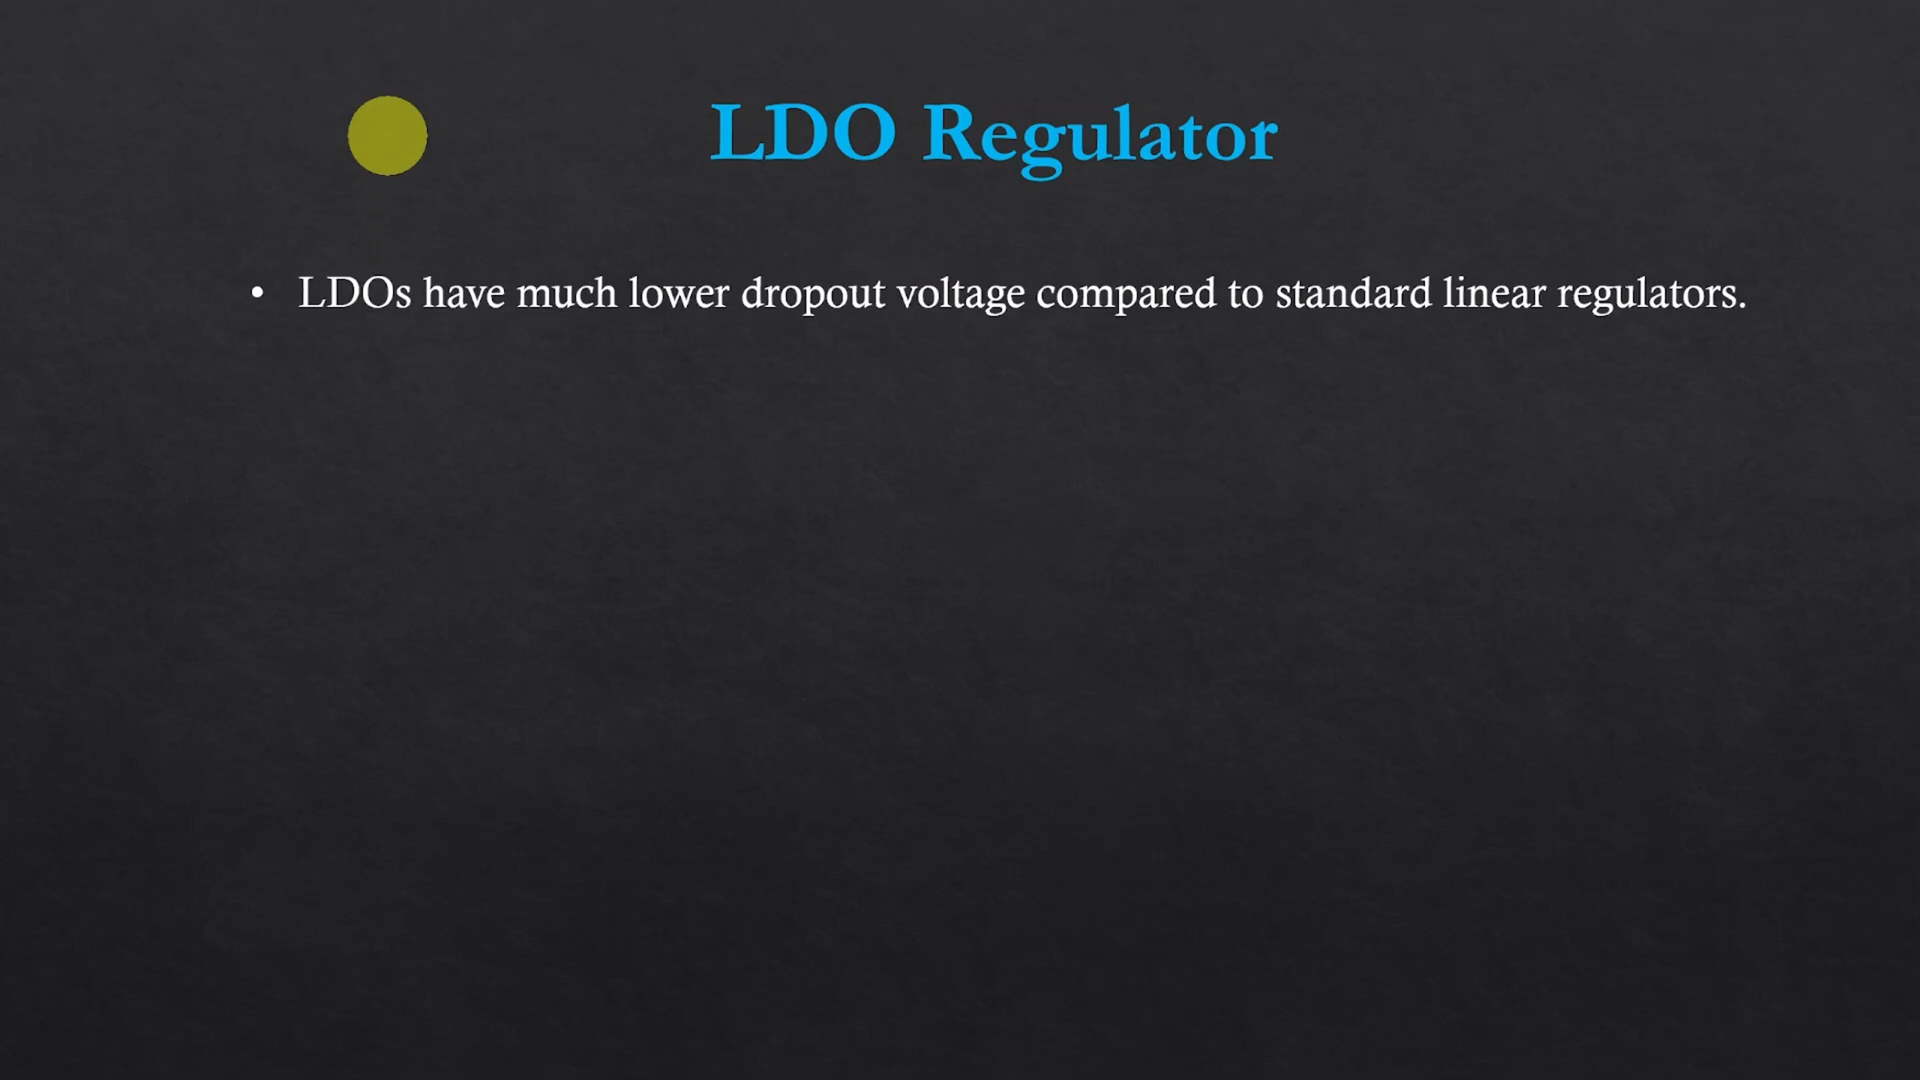 LDO Regulator
• LDOs have much lower dropout voltage compared to standard linear regulators.